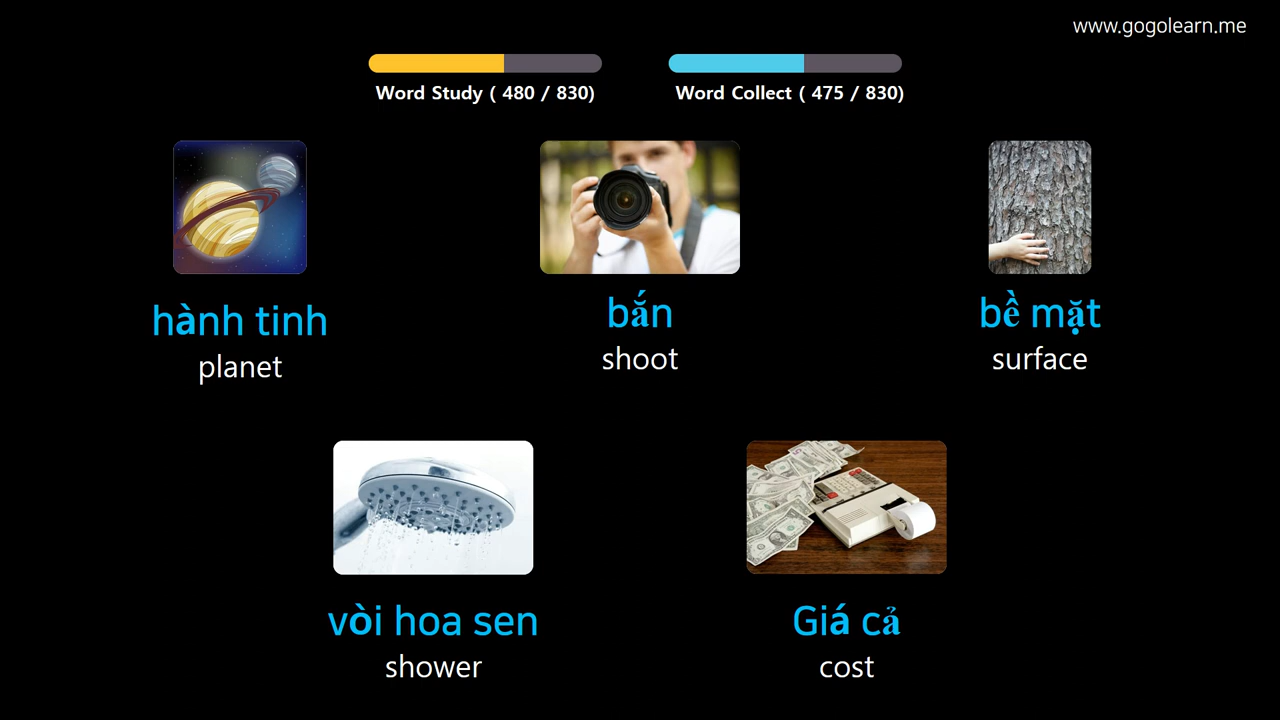 www.gogolearn.me
Word Study ( 480 / 830)
Word Collect ( 475 / 830)
hành tinh
planet
bắn
shoot
bề mặt
surface
vòi hoa sen
shower
Giá cả
cost